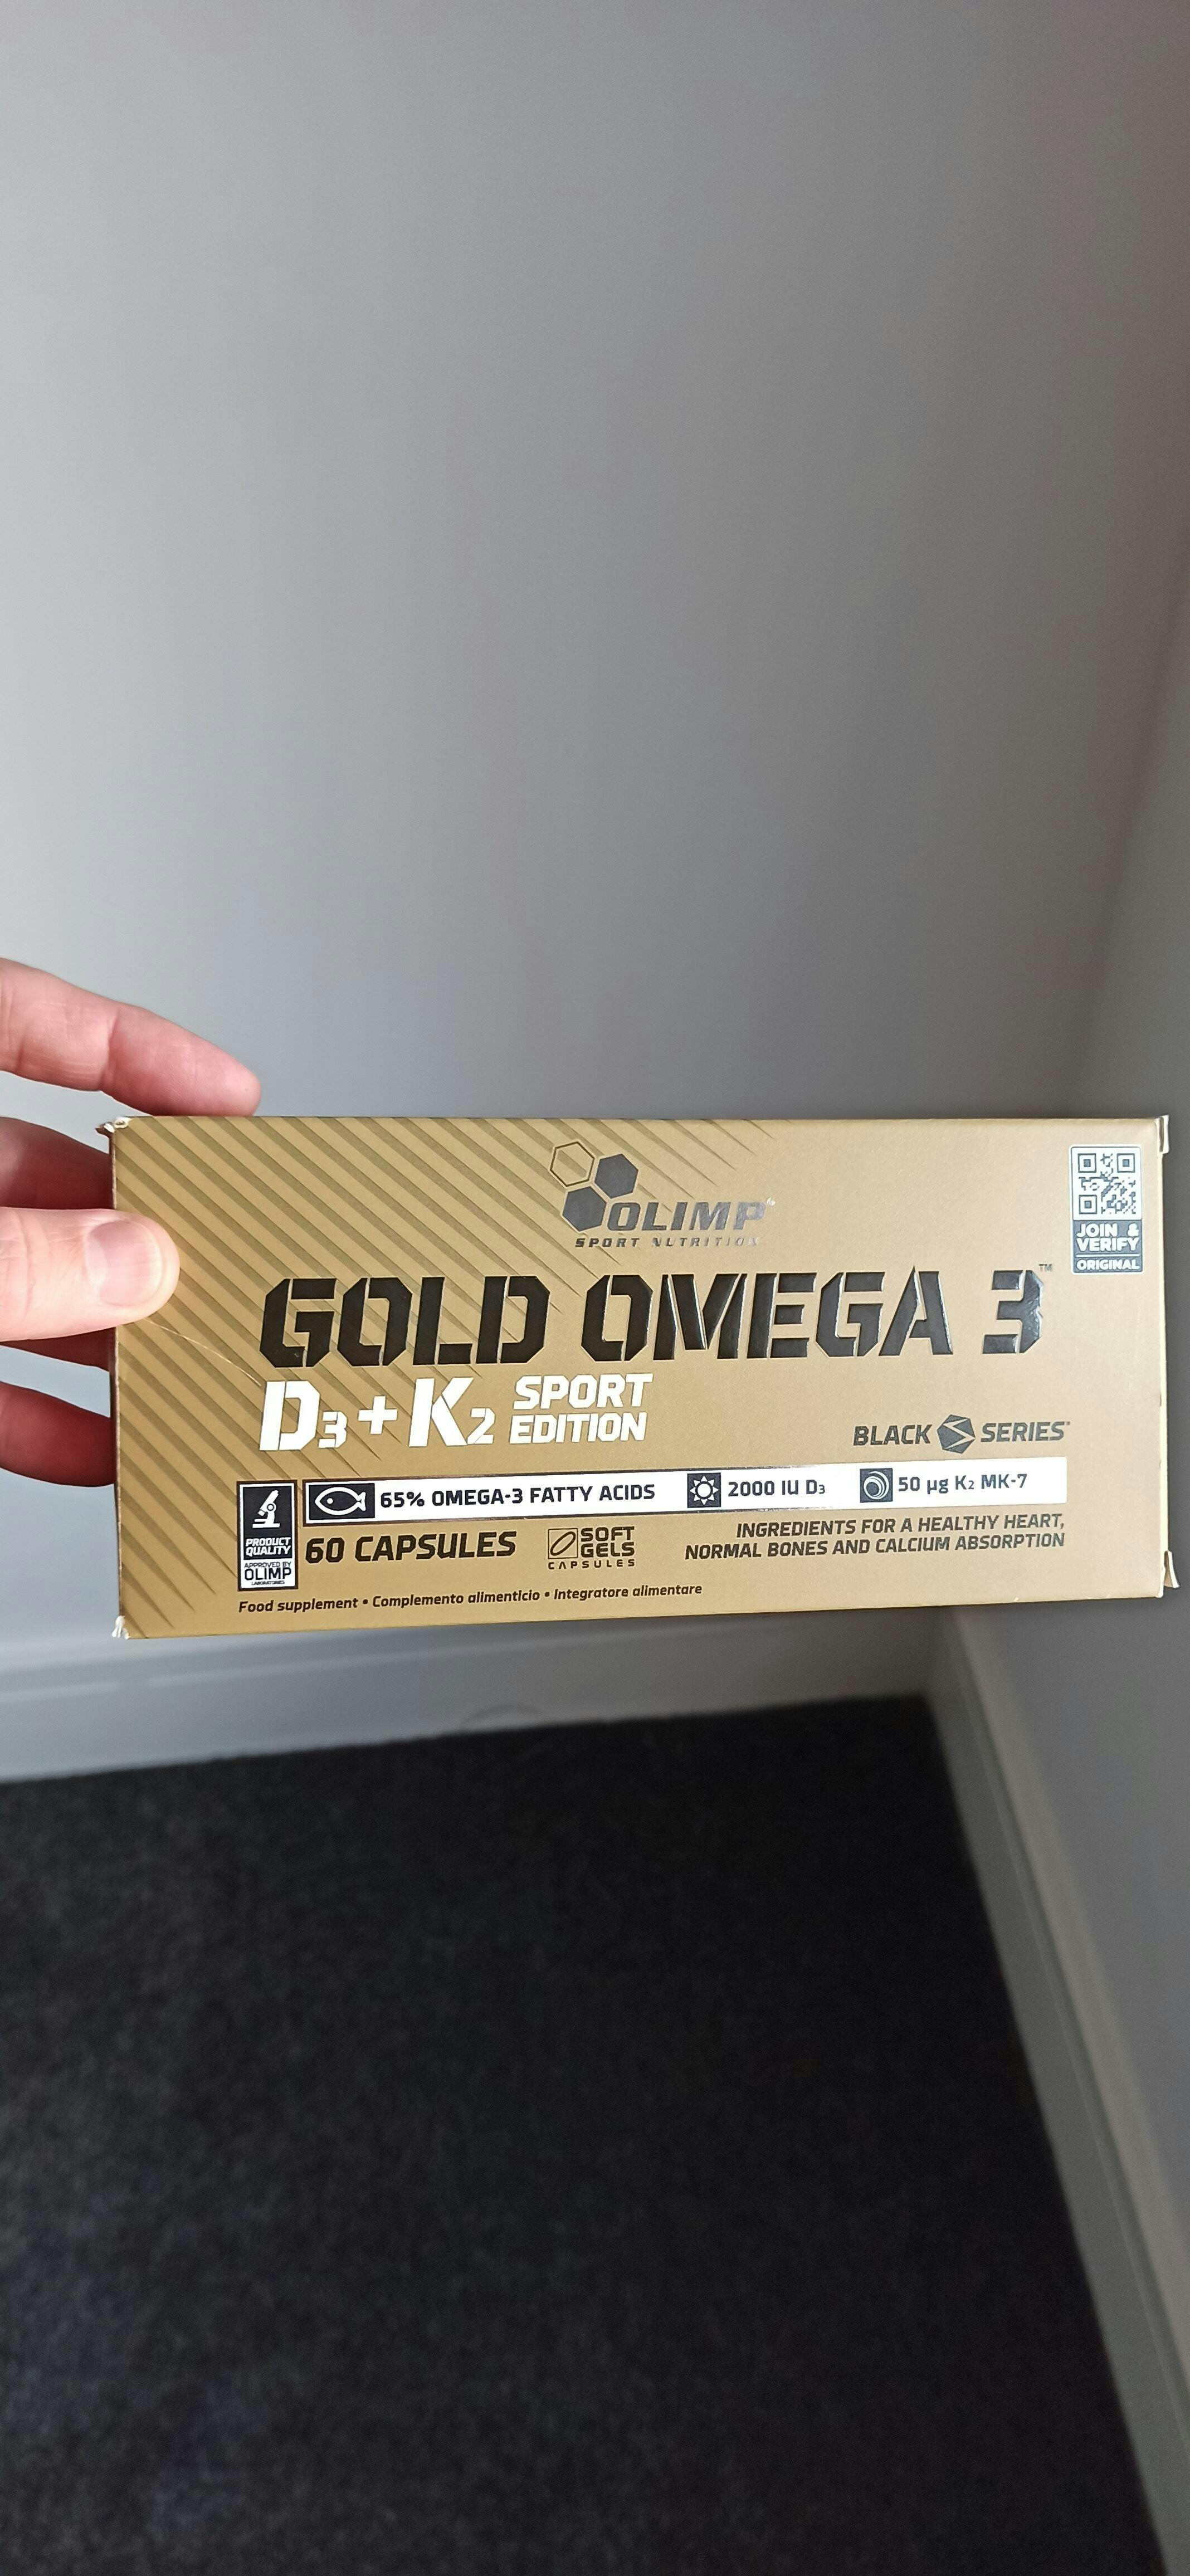 OLIMP®
SPORT NUTRITION
JOIN &
VERIFY
ORIGINAL
GOLD OMEGA 3™
D3+K2 SPORT
EDITION
BLACK SERIES®
65% OMEGA-3 FATTY ACIDS
2000 IU D3
50 µg K2 MK-7
PRODUCT
QUALITY
APPROVED BY
OLIMP
LABORATORIES
60 CAPSULES
SOFT
GELS
CAPSULES
INGREDIENTS FOR A HEALTHY HEART,
NORMAL BONES AND CALCIUM ABSORPTION
Food supplement • Complemento alimenticio • Integratore alimentare